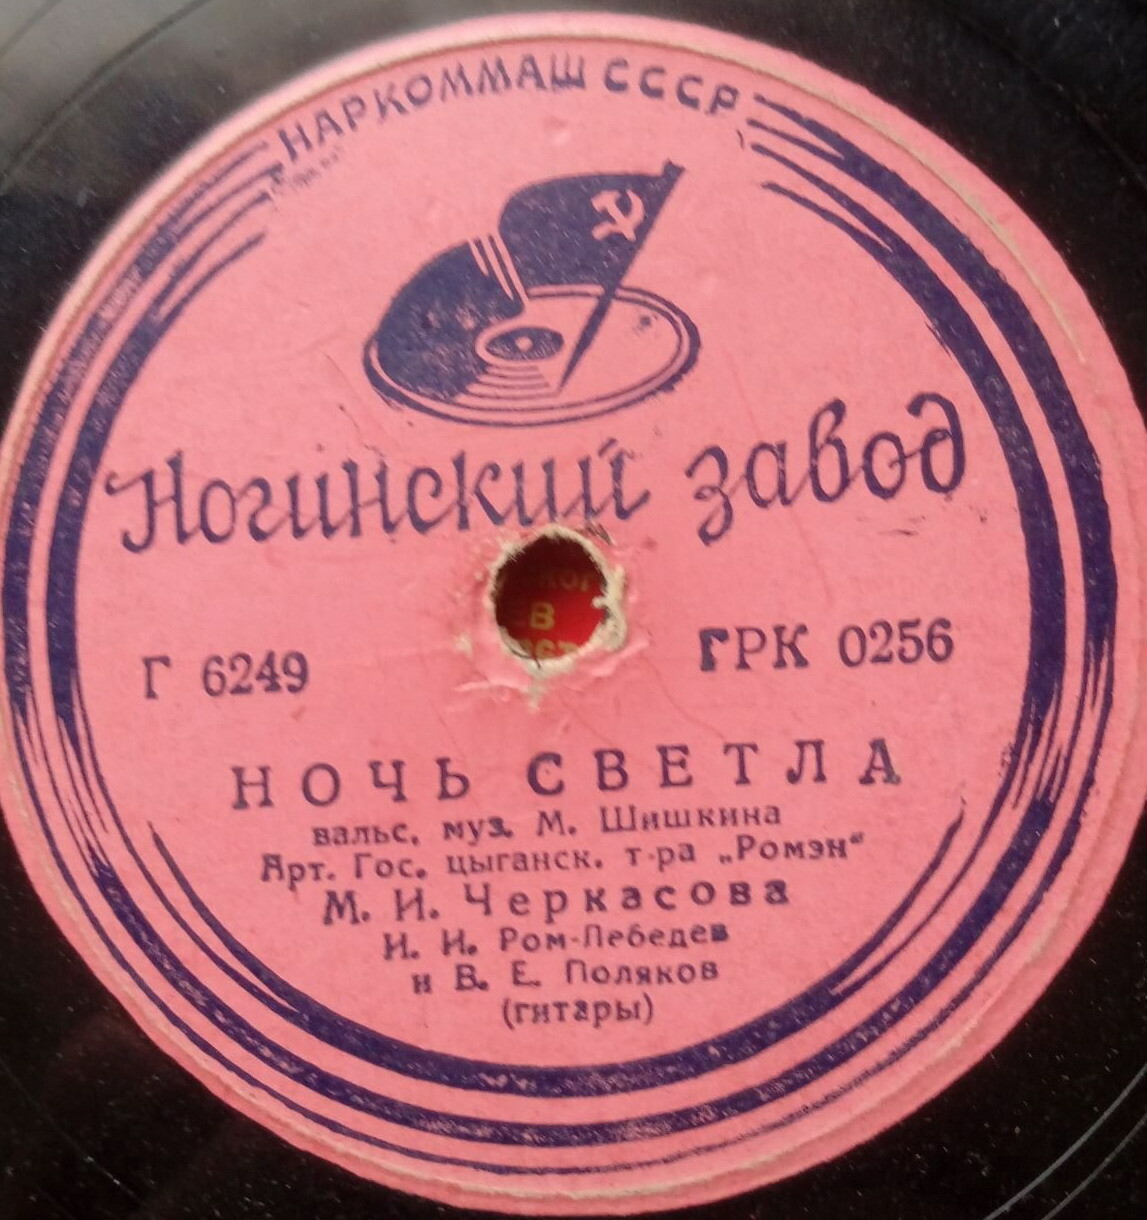 НАРКОММАШ СССР
Ногинский завод
Г 6249
ГРК 0256
НОЧЬ СВЕТЛА
вальс, муз. М. Шишкина
Арт. Гос. цыганск. т-ра „Ромэн“
М. И. Черкасова
И. И. Ром-Лебедев
и В. Е. Поляков
(гитары)